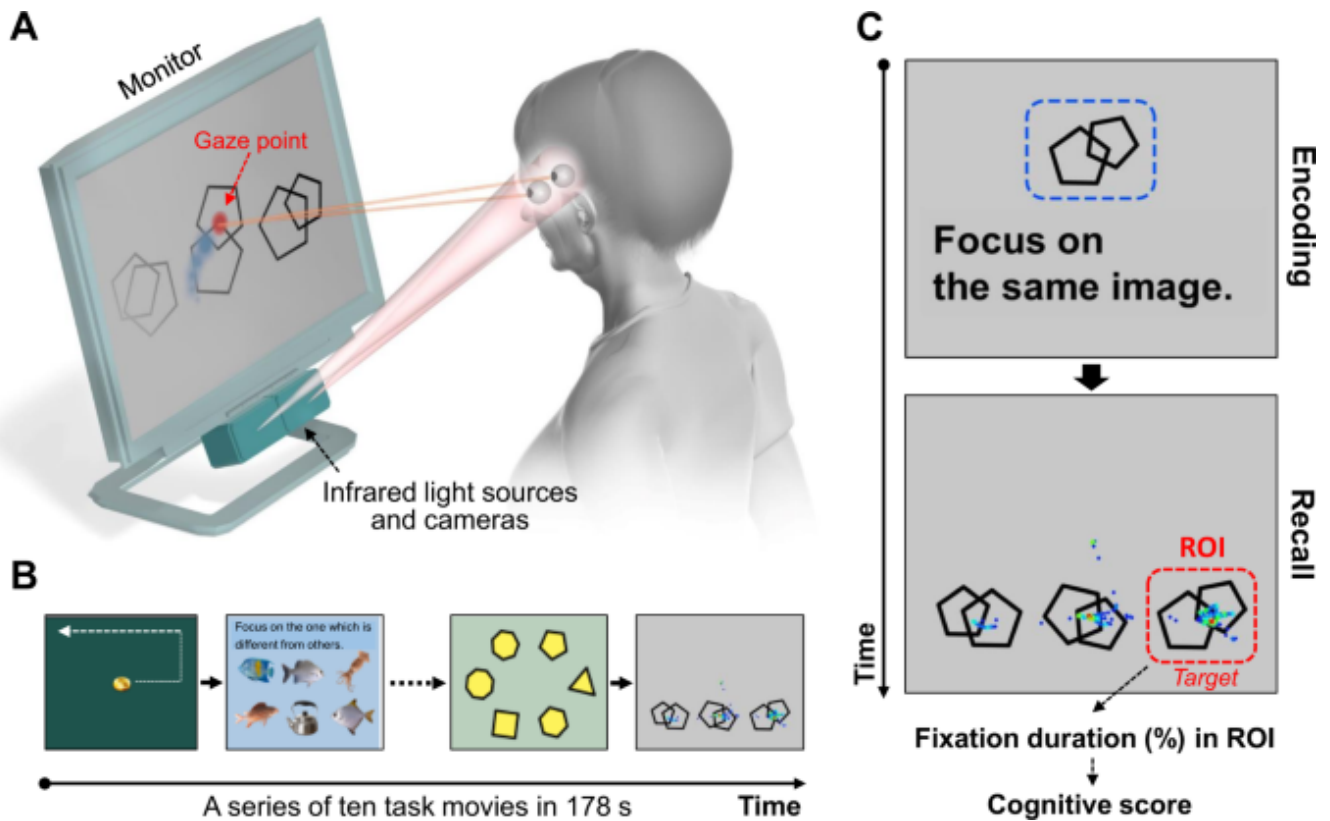 A
Monitor
Gaze point
Infrared light sources
and cameras
B
Focus on the one which is
different from others.
A series of ten task movies in 178 s
Time
C
Encoding
Focus on
the same image.
Recall
ROI
Target
Time
Fixation duration (%) in ROI
Cognitive score